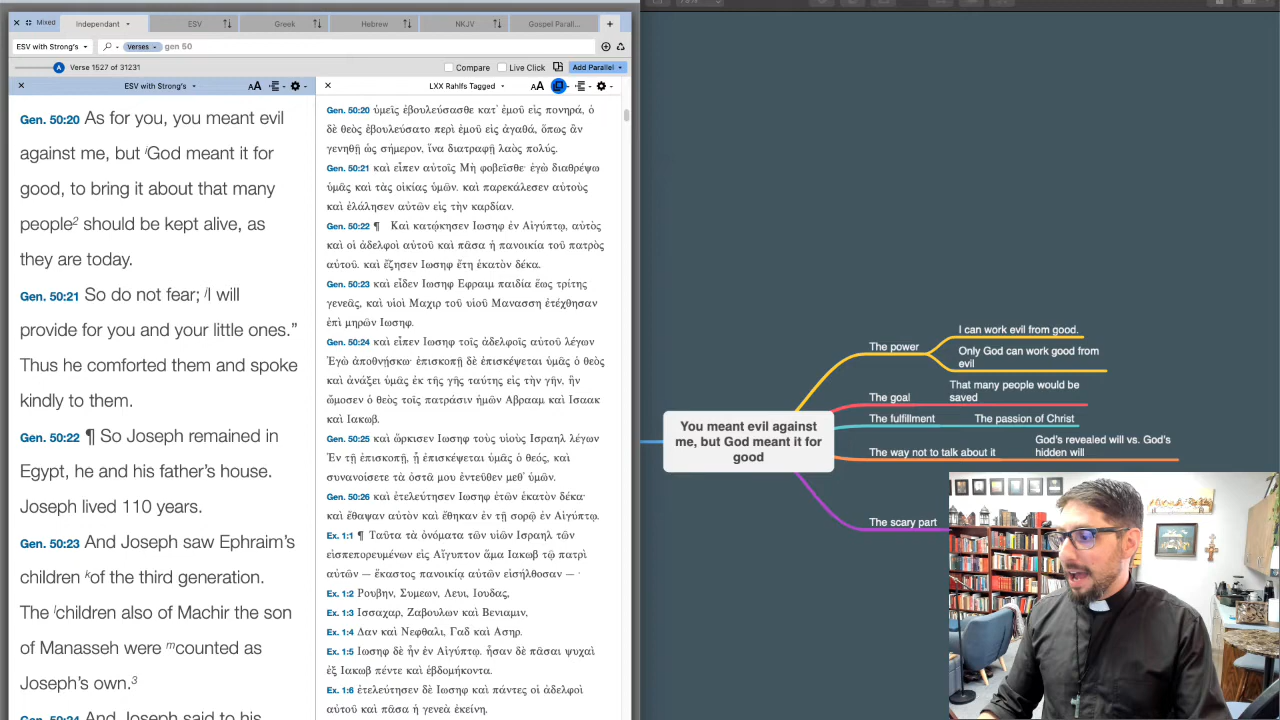 Mixed
Independant
ESV
Greek
Hebrew
NKJV
Gospel Parall...
ESV with Strong's
Verses
gen 50
A
Verse 1527 of 31231
Compare
Live Click
Add Parallel
ESV with Strong's
AA
Gen. 50:20 As for you, you meant evil
against me, but iGod meant it for
good, to bring it about that many
people2 should be kept alive, as
they are today.
Gen. 50:21 So do not fear; jI will
provide for you and your little ones.”
Thus he comforted them and spoke
kindly to them.
Gen. 50:22 ¶ So Joseph remained in
Egypt, he and his father’s house.
Joseph lived 110 years.
Gen. 50:23 And Joseph saw Ephraim’s
children kof the third generation.
The lchildren also of Machir the son
of Manasseh were mcounted as
Joseph’s own.3
Gen. 50:24 And Joseph said to his
LXX Rahlfs Tagged
AA
Gen. 50:20 ὑμεῖς ἐβουλεύσασθε κατ᾽ ἐμοῦ εἰς πονηρά, ὁ
δὲ θεὸς ἐβουλεύσατο περὶ ἐμοῦ εἰς ἀγαθά, ὅπως ἂν
γενηθῇ ὡς σήμερον, ἵνα διατραφῇ λαὸς πολύς.
Gen. 50:21 καὶ εἶπεν αὐτοῖς Μὴ φοβεῖσθε· ἐγὼ διαθρέψω
ὑμᾶς καὶ τὰς οἰκίας ὑμῶν. καὶ παρεκάλεσεν αὐτοὺς
καὶ ἐλάλησεν αὐτῶν εἰς τὴν καρδίαν.
Gen. 50:22 ¶ Καὶ κατῴκησεν Ιωσηφ ἐν Αἰγύπτῳ, αὐτὸς
καὶ οἱ ἀδελφοὶ αὐτοῦ καὶ πᾶσα ἡ πανοικία τοῦ πατρὸς
αὐτοῦ. καὶ ἔζησεν Ιωσηφ ἔτη ἑκατὸν δέκα.
Gen. 50:23 καὶ εἶδεν Ιωσηφ Εφραιμ παιδία ἕως τρίτης
γενεᾶς, καὶ υἱοὶ Μαχιρ τοῦ υἱοῦ Μανασση ἐτέχθησαν
ἐπὶ μηρῶν Ιωσηφ.
Gen. 50:24 καὶ εἶπεν Ιωσηφ τοῖς ἀδελφοῖς αὐτοῦ λέγων
Ἐγὼ ἀποθνήσκω· ἐπισκοπῇ δὲ ἐπισκέψεται ὑμᾶς ὁ θεὸς
καὶ ἀνάξει ὑμᾶς ἐκ τῆς γῆς ταύτης εἰς τὴν γῆν, ἣν
ὤμοσεν ὁ θεὸς τοῖς πατράσιν ἡμῶν Αβρααμ καὶ Ισαακ
καὶ Ιακωβ.
Gen. 50:25 καὶ ὥρκισεν Ιωσηφ τοὺς υἱοὺς Ισραηλ λέγων
Ἐν τῇ ἐπισκοπῇ, ᾗ ἐπισκέψεται ὑμᾶς ὁ θεός, καὶ
συνανοίσετε τὰ ὀστᾶ μου ἐντεῦθεν μεθ᾽ ὑμῶν.
Gen. 50:26 καὶ ἐτελεύτησεν Ιωσηφ ἐτῶν ἑκατὸν δέκα·
καὶ ἔθαψαν αὐτὸν καὶ ἔθηκαν ἐν τῇ σορῷ ἐν Αἰγύπτῳ.
Ex. 1:1 ¶ Ταῦτα τὰ ὀνόματα τῶν υἱῶν Ισραηλ τῶν
εἰσπεπορευμένων εἰς Αἴγυπτον ἅμα Ιακωβ τῷ πατρὶ
αὐτῶν — ἕκαστος πανοικίᾳ αὐτῶν εἰσήλθοσαν — ·
Ex. 1:2 Ρουβην, Συμεων, Λευι, Ιουδας,
Ex. 1:3 Ισσαχαρ, Ζαβουλων καὶ Βενιαμιν,
Ex. 1:4 Δαν καὶ Νεφθαλι, Γαδ καὶ Ασηρ.
Ex. 1:5 Ιωσηφ δὲ ἦν ἐν Αἰγύπτῳ. ἦσαν δὲ πᾶσαι ψυχαὶ
ἐξ Ιακωβ πέντε καὶ ἑβδομήκοντα.
Ex. 1:6 ἐτελεύτησεν δὲ Ιωσηφ καὶ πάντες οἱ ἀδελφοὶ
αὐτοῦ καὶ πᾶσα ἡ γενεὰ ἐκείνη.
You meant evil against
me, but God meant it for
good
The power
I can work evil from good.
Only God can work good from
evil
The goal
That many people would be
saved
The fulfillment
The passion of Christ
The way not to talk about it
God’s revealed will vs. God’s
hidden will
The scary part